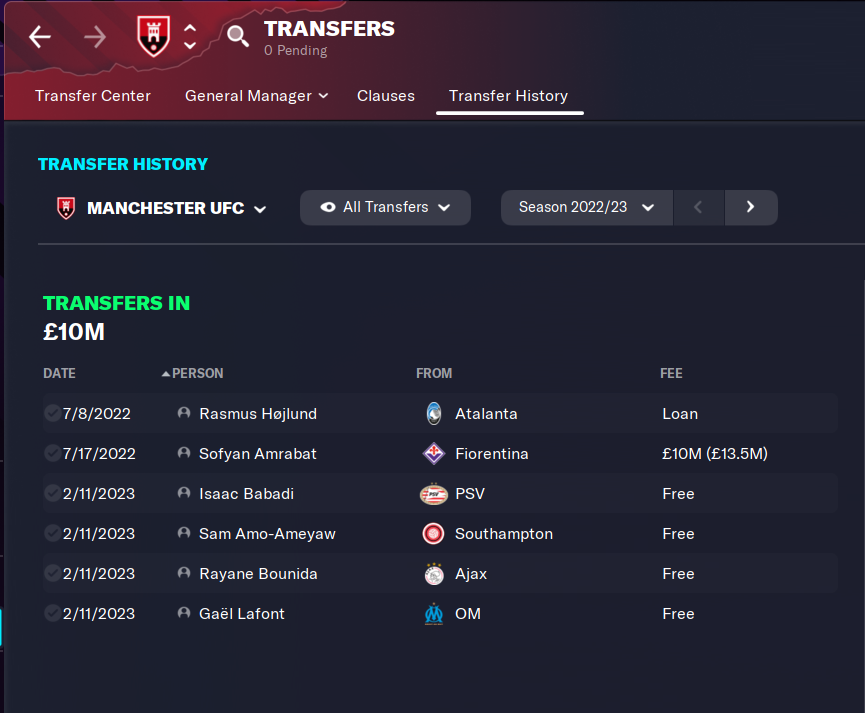 TRANSFERS
0 Pending
Transfer Center General Manager Clauses Transfer History
TRANSFER HISTORY
MANCHESTER UFC All Transfers Season 2022/23
TRANSFERS IN
£10M
DATE PERSON FROM FEE
7/8/2022 Rasmus Højlund Atalanta Loan
7/17/2022 Sofyan Amrabat Fiorentina £10M (£13.5M)
2/11/2023 Isaac Babadi PSV Free
2/11/2023 Sam Amo-Ameyaw Southampton Free
2/11/2023 Rayane Bounida Ajax Free
2/11/2023 Gaël Lafont OM Free